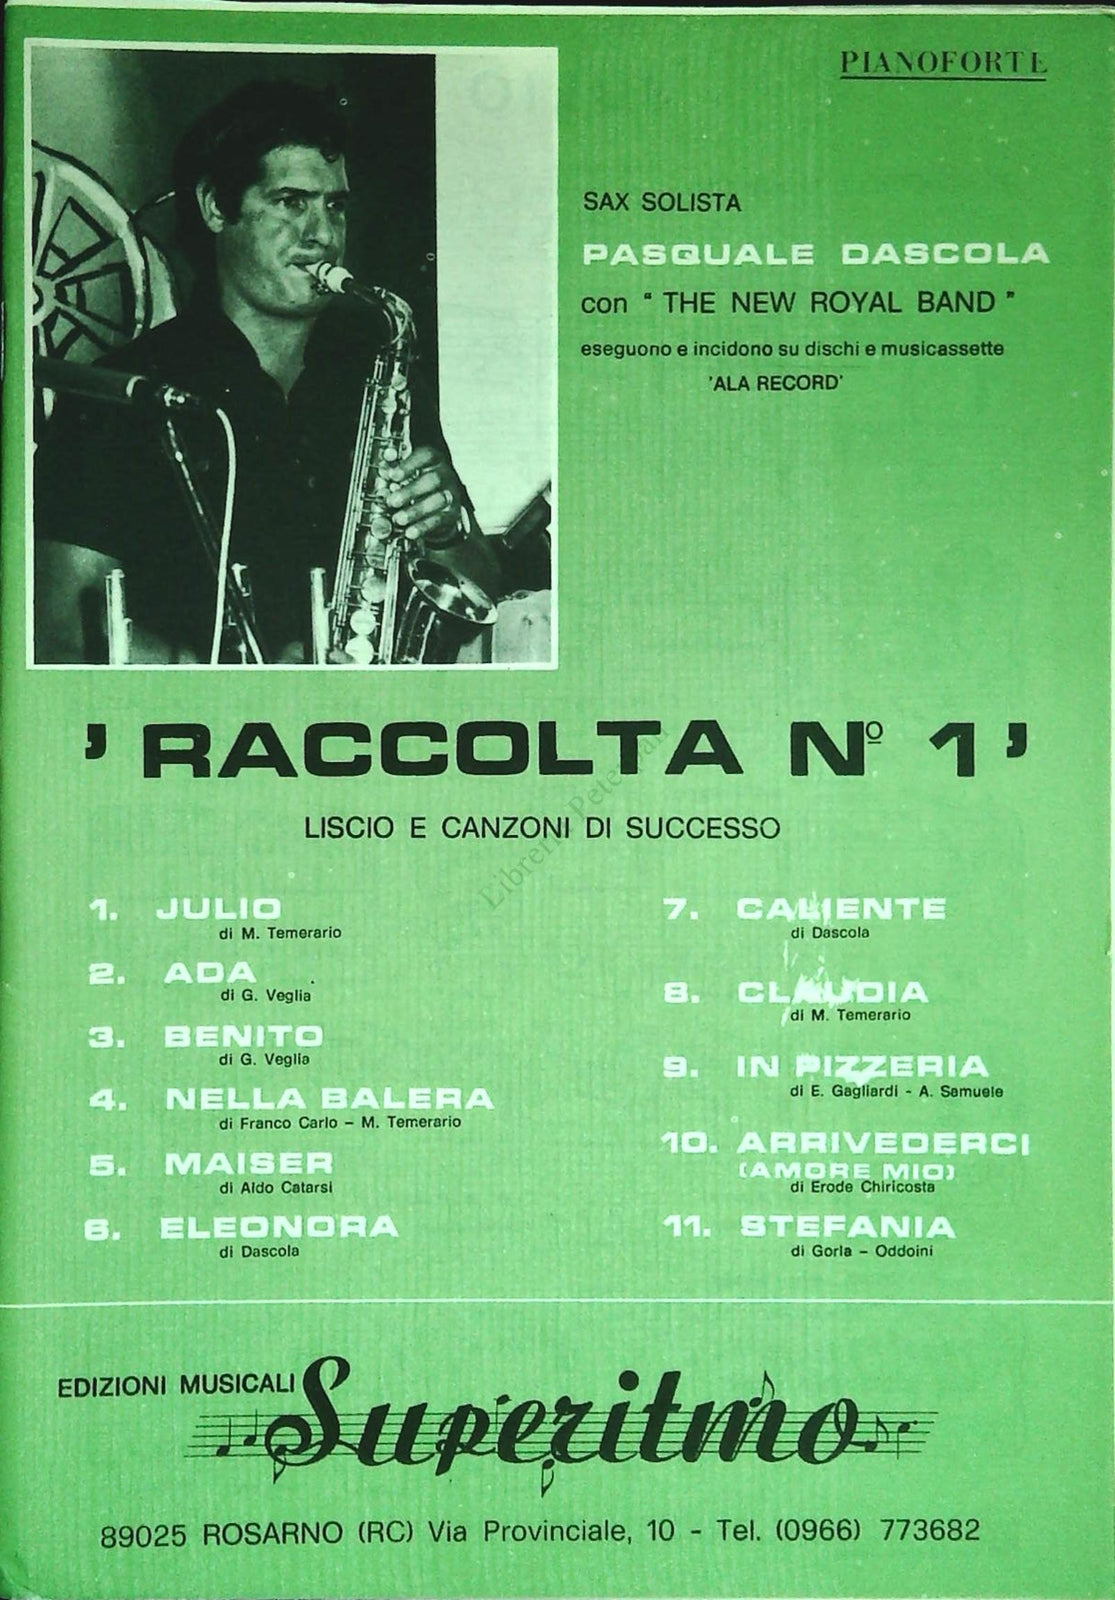 PIANOFORTE
SAX SOLISTA
PASQUALE DASCOLA
con " THE NEW ROYAL BAND "
eseguono e incidono su dischi e musicassette
'ALA RECORD'
' RACCOLTA Nº 1 '
LISCIO E CANZONI DI SUCCESSO
Libreria Peter Pan
1. JULIO
di M. Temerario
2. ADA
di G. Veglia
3. BENITO
di G. Veglia
4. NELLA BALERA
di Franco Carlo – M. Temerario
5. MAISER
di Aldo Catarsi
6. ELEONORA
di Dascola
7. CALIENTE
di Dascola
8. CLAUDIA
di M. Temerario
9. IN PIZZERIA
di E. Gagliardi - A. Samuele
10. ARRIVEDERCI
(AMORE MIO)
di Erode Chiricosta
11. STEFANIA
di Gorla – Oddoini
EDIZIONI MUSICALI Superitmo
89025 ROSARNO (RC) Via Provinciale, 10 - Tel. (0966) 773682